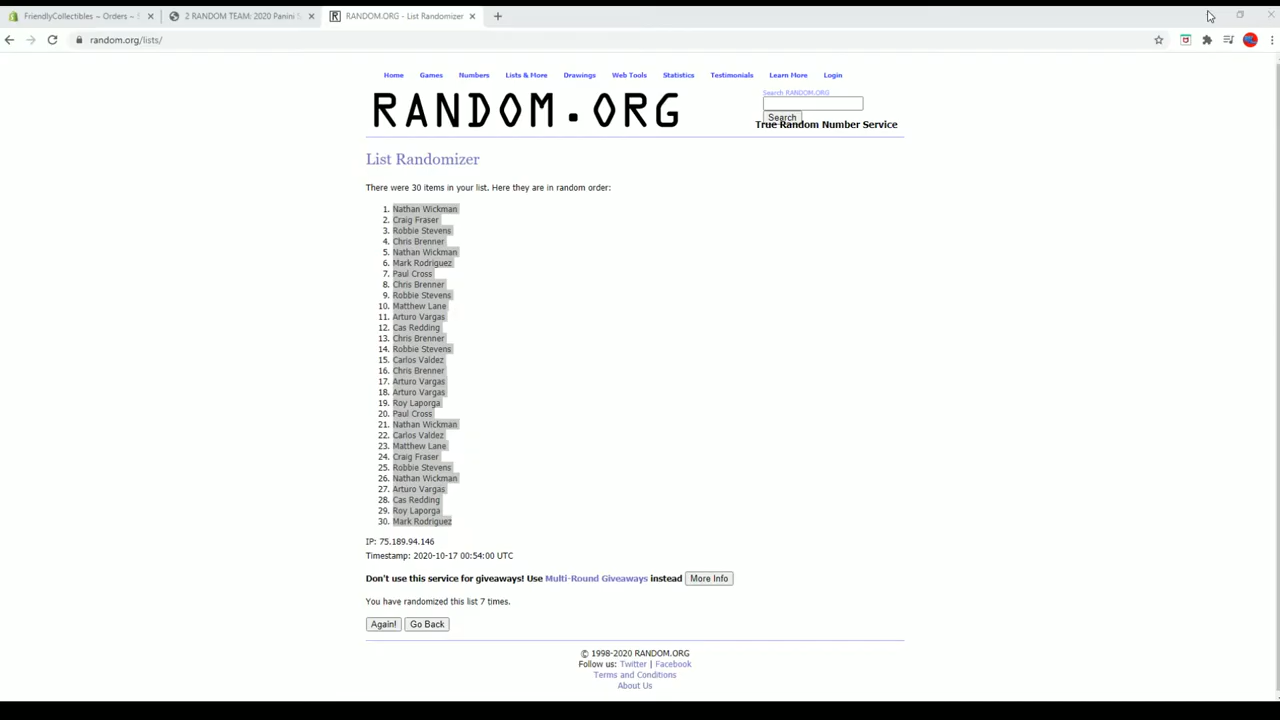 FriendlyCollectibles ~ Orders ~ S
2 RANDOM TEAM: 2020 Panini M
RANDOM.ORG - List Randomizer
random.org/lists/
Home Games Numbers Lists & More Drawings Web Tools Statistics Testimonials Learn More Login
RANDOM.ORG
Search RANDOM.ORG
Search
True Random Number Service
List Randomizer
There were 30 items in your list. Here they are in random order:
1. Nathan Wickman
2. Craig Fraser
3. Robbie Stevens
4. Chris Brenner
5. Nathan Wickman
6. Mark Rodriguez
7. Paul Cross
8. Chris Brenner
9. Robbie Stevens
10. Matthew Lane
11. Arturo Vargas
12. Cas Redding
13. Chris Brenner
14. Robbie Stevens
15. Carlos Valdez
16. Chris Brenner
17. Arturo Vargas
18. Arturo Vargas
19. Roy Laporga
20. Paul Cross
21. Nathan Wickman
22. Carlos Valdez
23. Matthew Lane
24. Craig Fraser
25. Robbie Stevens
26. Nathan Wickman
27. Arturo Vargas
28. Cas Redding
29. Roy Laporga
30. Mark Rodriguez
IP: 75.189.94.146
Timestamp: 2020-10-17 00:54:00 UTC
Don't use this service for giveaways! Use Multi-Round Giveaways instead More Info
You have randomized this list 7 times.
Again! Go Back
© 1998-2020 RANDOM.ORG
Follow us: Twitter | Facebook
Terms and Conditions
About Us